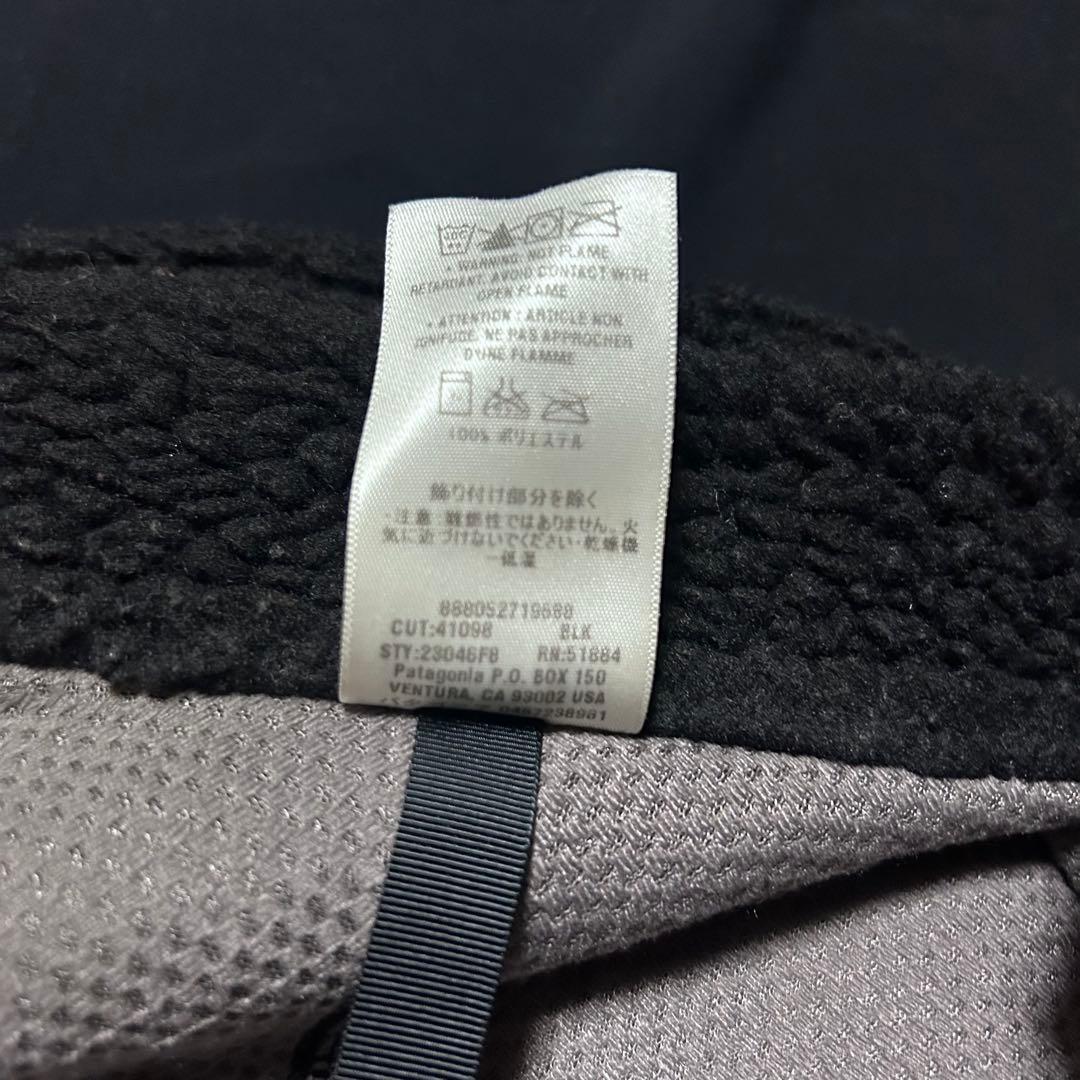 • WARNING: NOT FLAME
RETARDANT. AVOID CONTACT WITH
OPEN FLAME
• ATTENTION : ARTICLE NON
IGNIFUGE. NE PAS APPROCHER
D'UNE FLAMME
100% ポリエステル
飾り付け部分を除く
・注意:難燃性ではありません。火
気に近づけないでください・乾燥機
ー低温
888052719688
CUT:41098 BLK
STY:23046F8 RN:51884
Patagonia P.O. BOX 150
VENTURA, CA 93002 USA
0467238981